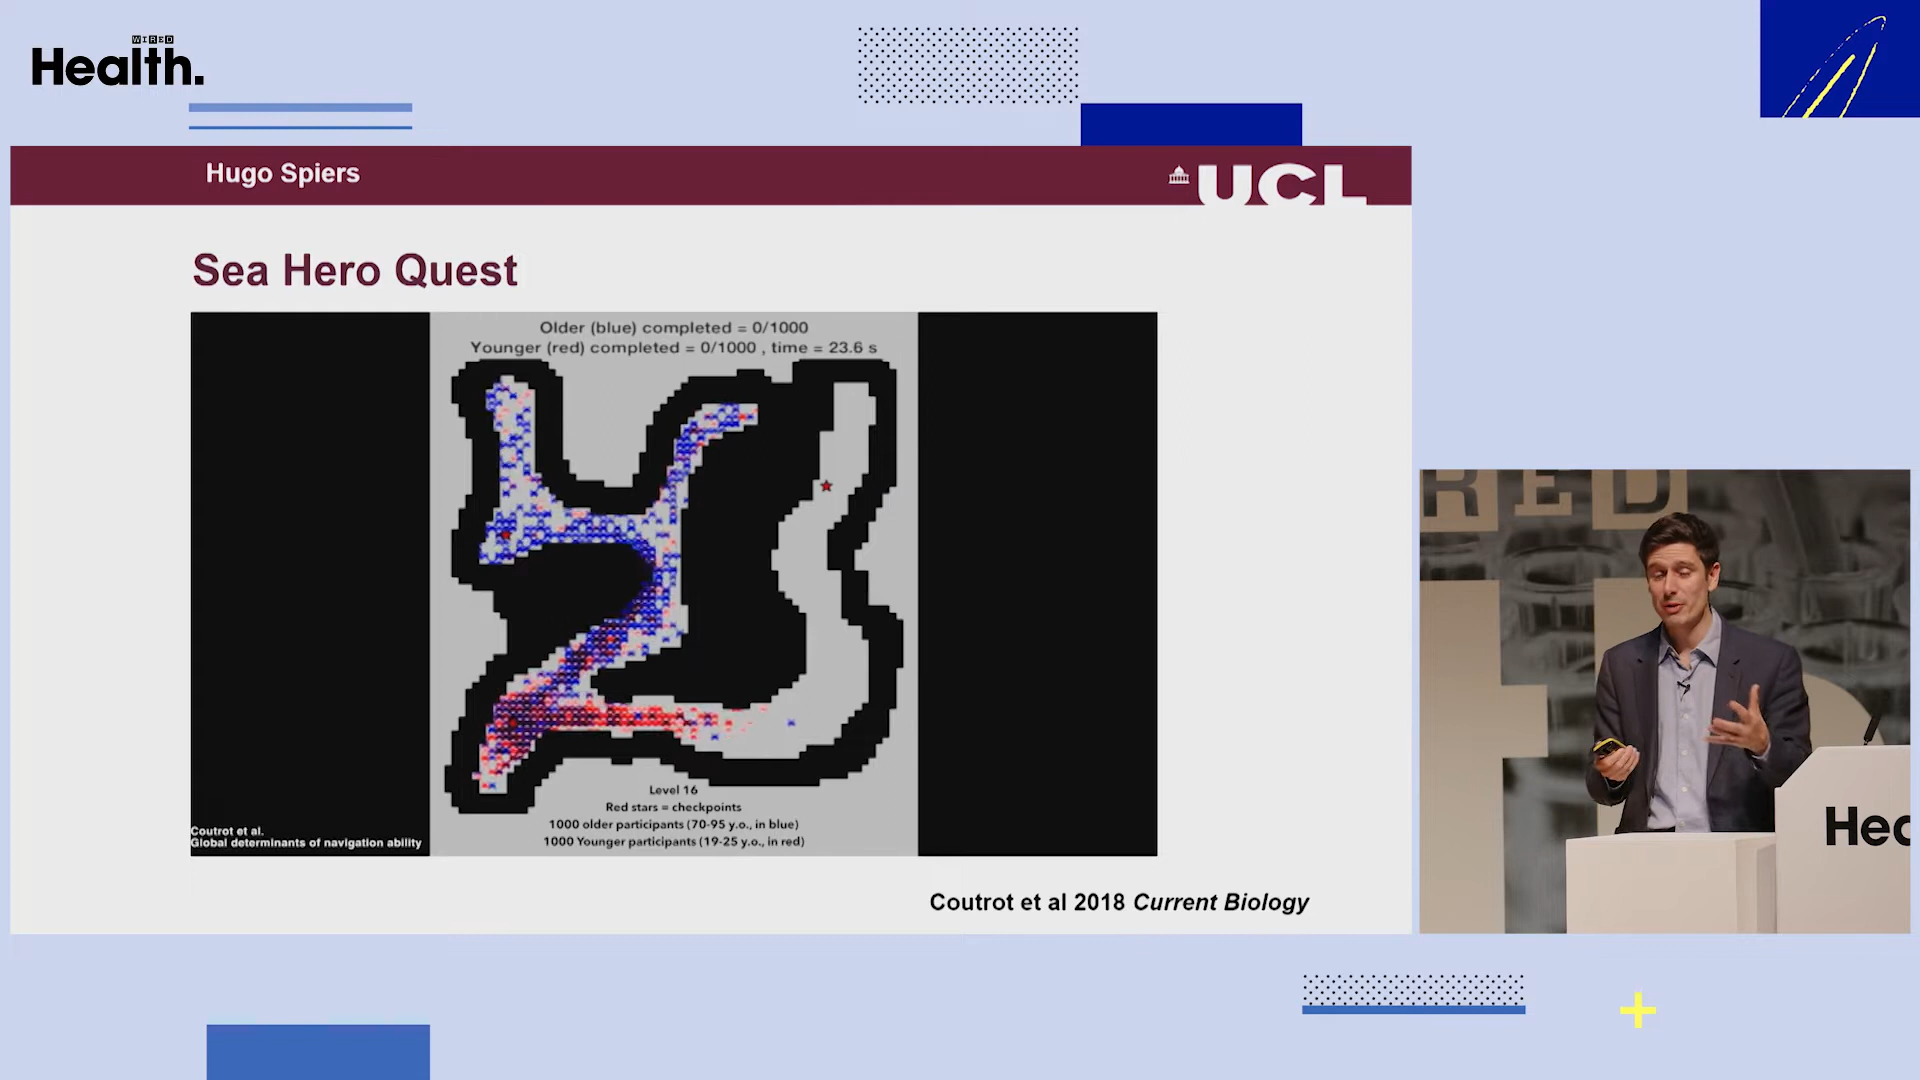 WIRED
Health.
Hugo Spiers
UCL
Sea Hero Quest
Older (blue) completed = 0/1000
Younger (red) completed = 0/1000 , time = 23.6 s
Level 16
Red stars = checkpoints
1000 older participants (70-95 y.o., in blue)
1000 Younger participants (19-25 y.o., in red)
Coutrot et al.
Global determinants of navigation ability
Coutrot et al 2018 Current Biology
RED
H
Hea